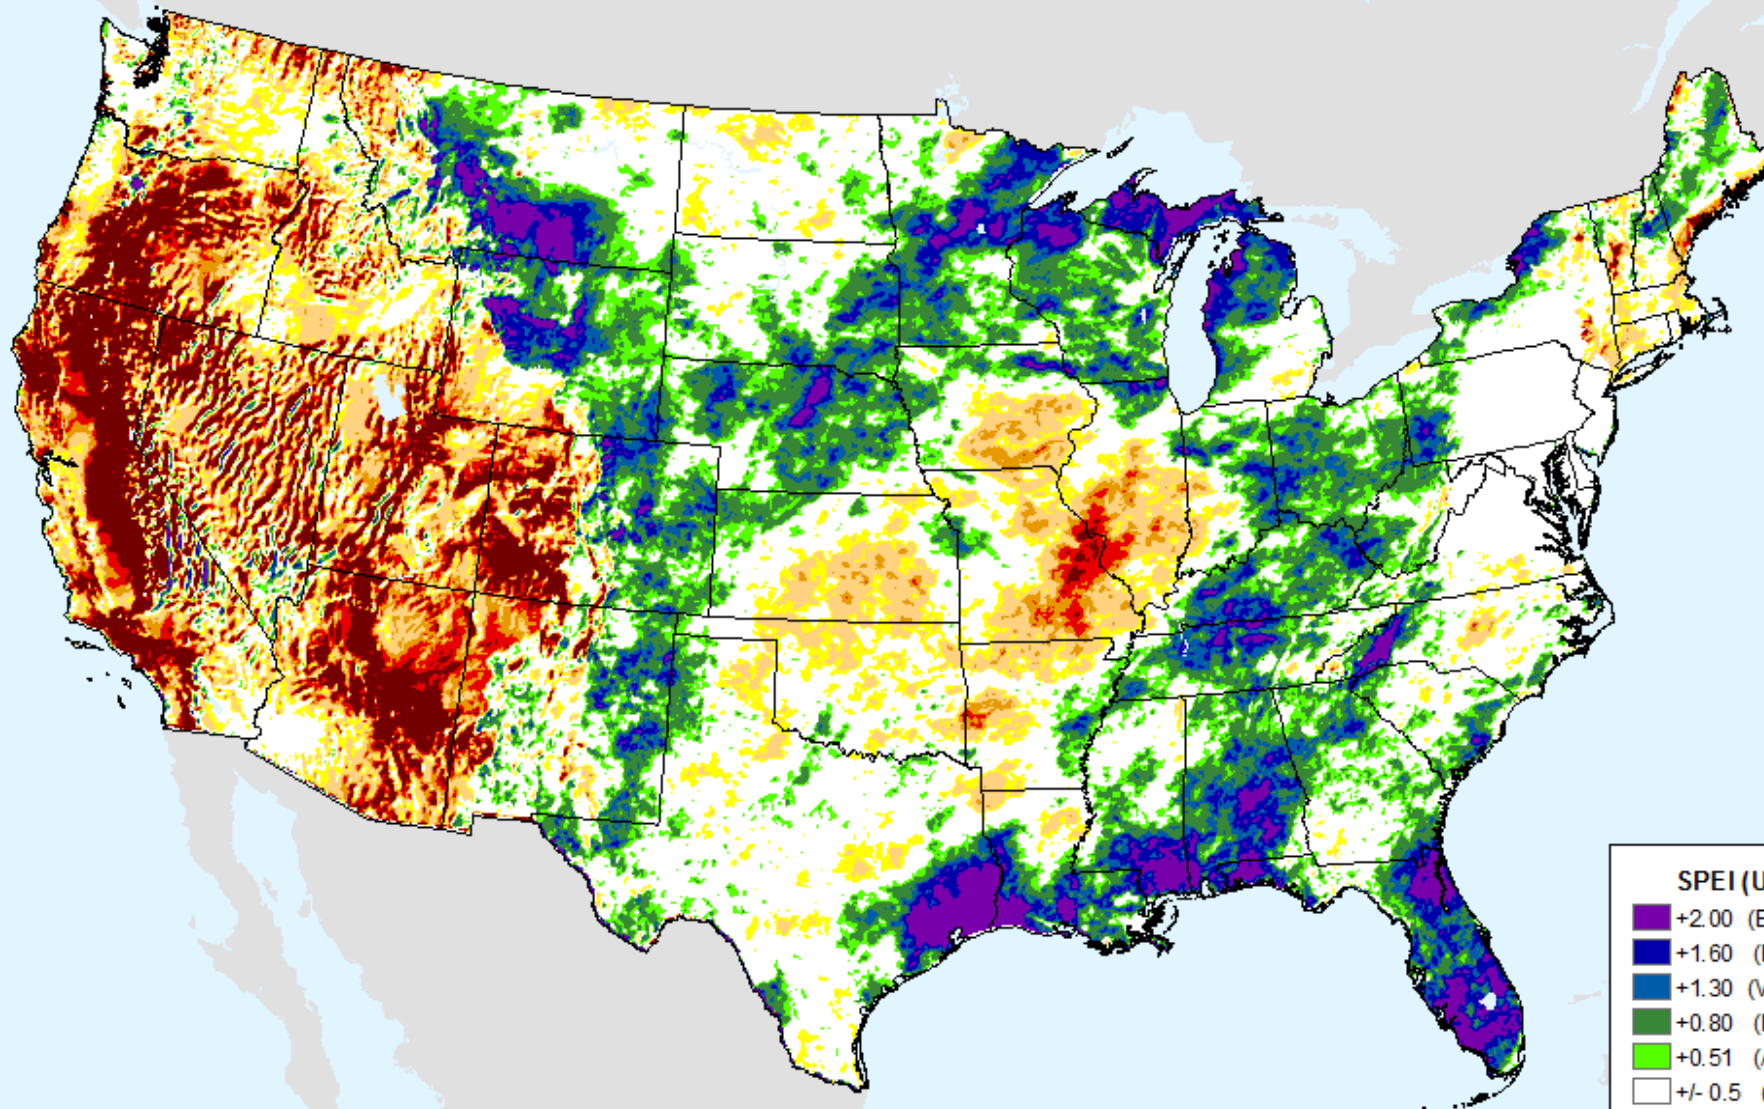 SPEI (U
+2.00 (E
+1.60 (
+1.30 (V
+0.80 (
+0.51 (
+/- 0.5 (